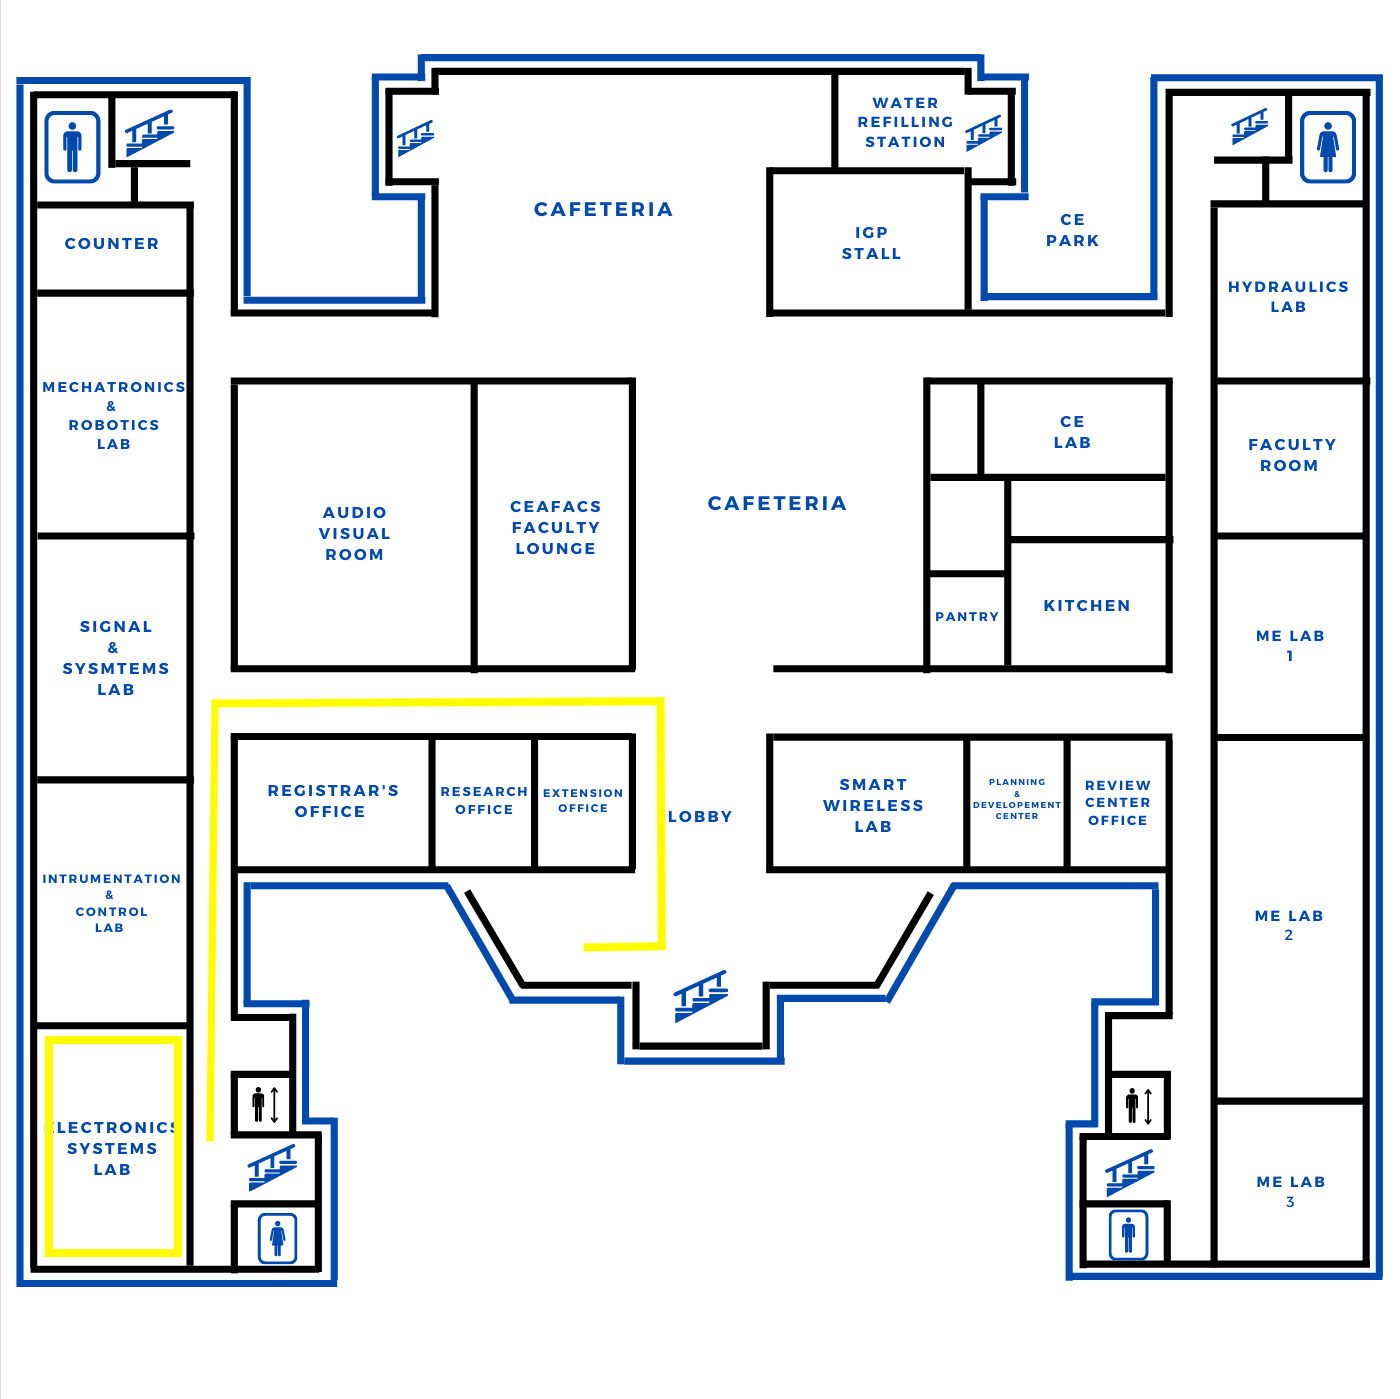 WATER
REFILLING
STATION
CAFETERIA
IGP
STALL
CE
PARK
COUNTER
HYDRAULICS
LAB
MECHATRONICS
&
ROBOTICS
LAB
AUDIO
VISUAL
ROOM
CEAFACS
FACULTY
LOUNGE
CAFETERIA
CE
LAB
FACULTY
ROOM
SIGNAL
&
SYSMTEMS
LAB
PANTRY
KITCHEN
ME LAB
1
REGISTRAR'S
OFFICE
RESEARCH
OFFICE
EXTENSION
OFFICE
LOBBY
SMART
WIRELESS
LAB
PLANNING
&
DEVELOPEMENT
CENTER
REVIEW
CENTER
OFFICE
INTRUMENTATION
&
CONTROL
LAB
ME LAB
2
ELECTRONICS
SYSTEMS
LAB
ME LAB
3